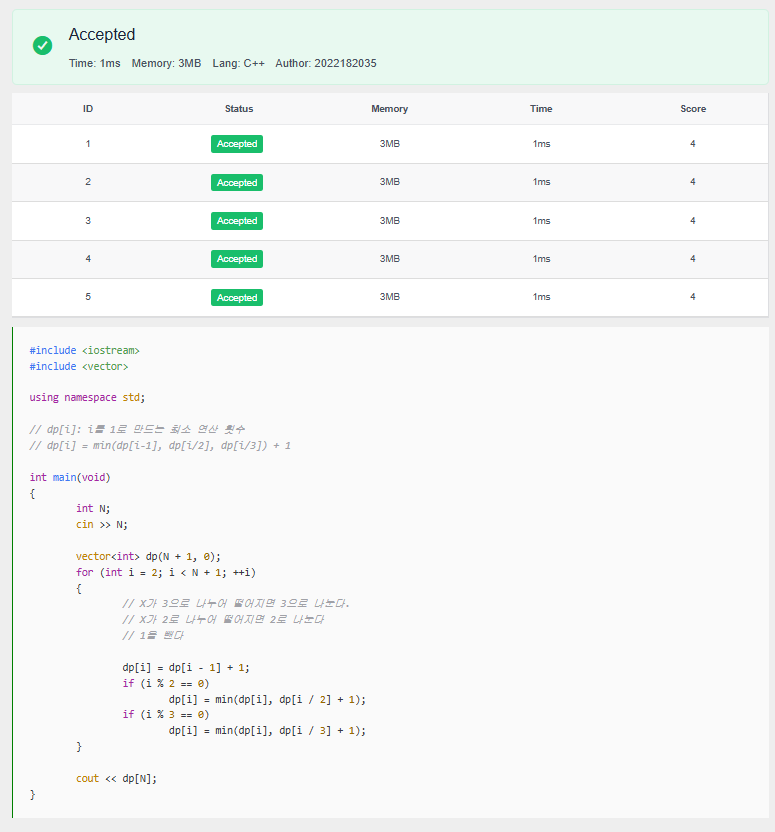 Accepted
Time: 1ms Memory: 3MB Lang: C++ Author: 2022182035
ID Status Memory Time Score
1 Accepted 3MB 1ms 4
2 Accepted 3MB 1ms 4
3 Accepted 3MB 1ms 4
4 Accepted 3MB 1ms 4
5 Accepted 3MB 1ms 4
#include <iostream>
#include <vector>
using namespace std;
// dp[i]: i를 1로 만드는 최소 연산 횟수
// dp[i] = min(dp[i-1], dp[i/2], dp[i/3]) + 1
int main(void)
{
int N;
cin >> N;
vector<int> dp(N + 1, 0);
for (int i = 2; i < N + 1; ++i)
{
// X가 3으로 나누어 떨어지면 3으로 나눈다.
// X가 2로 나누어 떨어지면 2로 나눈다
// 1를 뺀다
dp[i] = dp[i - 1] + 1;
if (i % 2 == 0)
dp[i] = min(dp[i], dp[i / 2] + 1);
if (i % 3 == 0)
dp[i] = min(dp[i], dp[i / 3] + 1);
}
cout << dp[N];
}